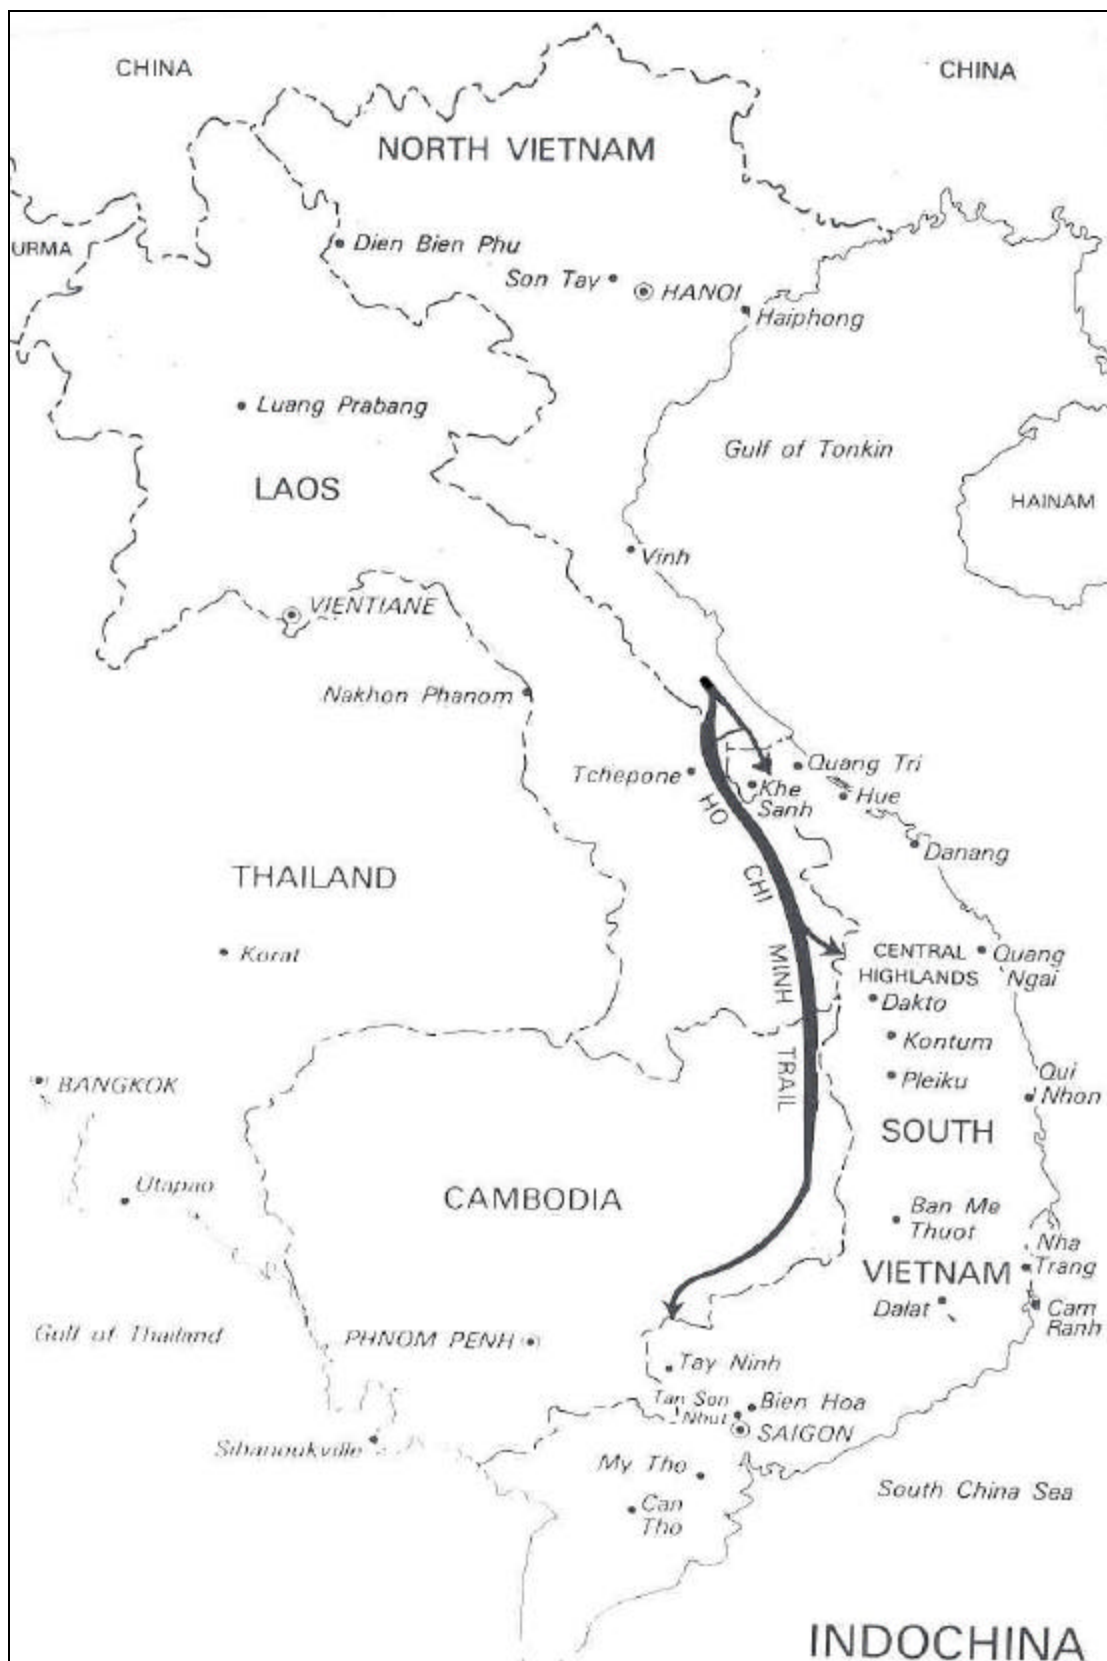 CHINA
CHINA
NORTH VIETNAM
URMA
Dien Bien Phu
Son Tay
HANOI
Haiphong
Luang Prabang
Gulf of Tonkin
LAOS
HAINAM
Vinh
VIENTIANE
Nakhon Phanom
Tchepone
Quang Tri
Khe
Sanh
Hue
HO CHI MINH TRAIL
Danang
THAILAND
Korat
CENTRAL
HIGHLANDS
Quang
Ngai
Dakto
Kontum
Pleiku
Qui
Nhon
BANGKOK
SOUTH
Utapao
CAMBODIA
Ban Me
Thuot
Nha
Trang
VIETNAM
Dalat
Cam
Ranh
Gulf of Thailand
PHNOM PENH
Tay Ninh
Tan Son
Nhut
Bien Hoa
SAIGON
Sihanoukville
My Tho
Can
Tho
South China Sea
INDOCHINA